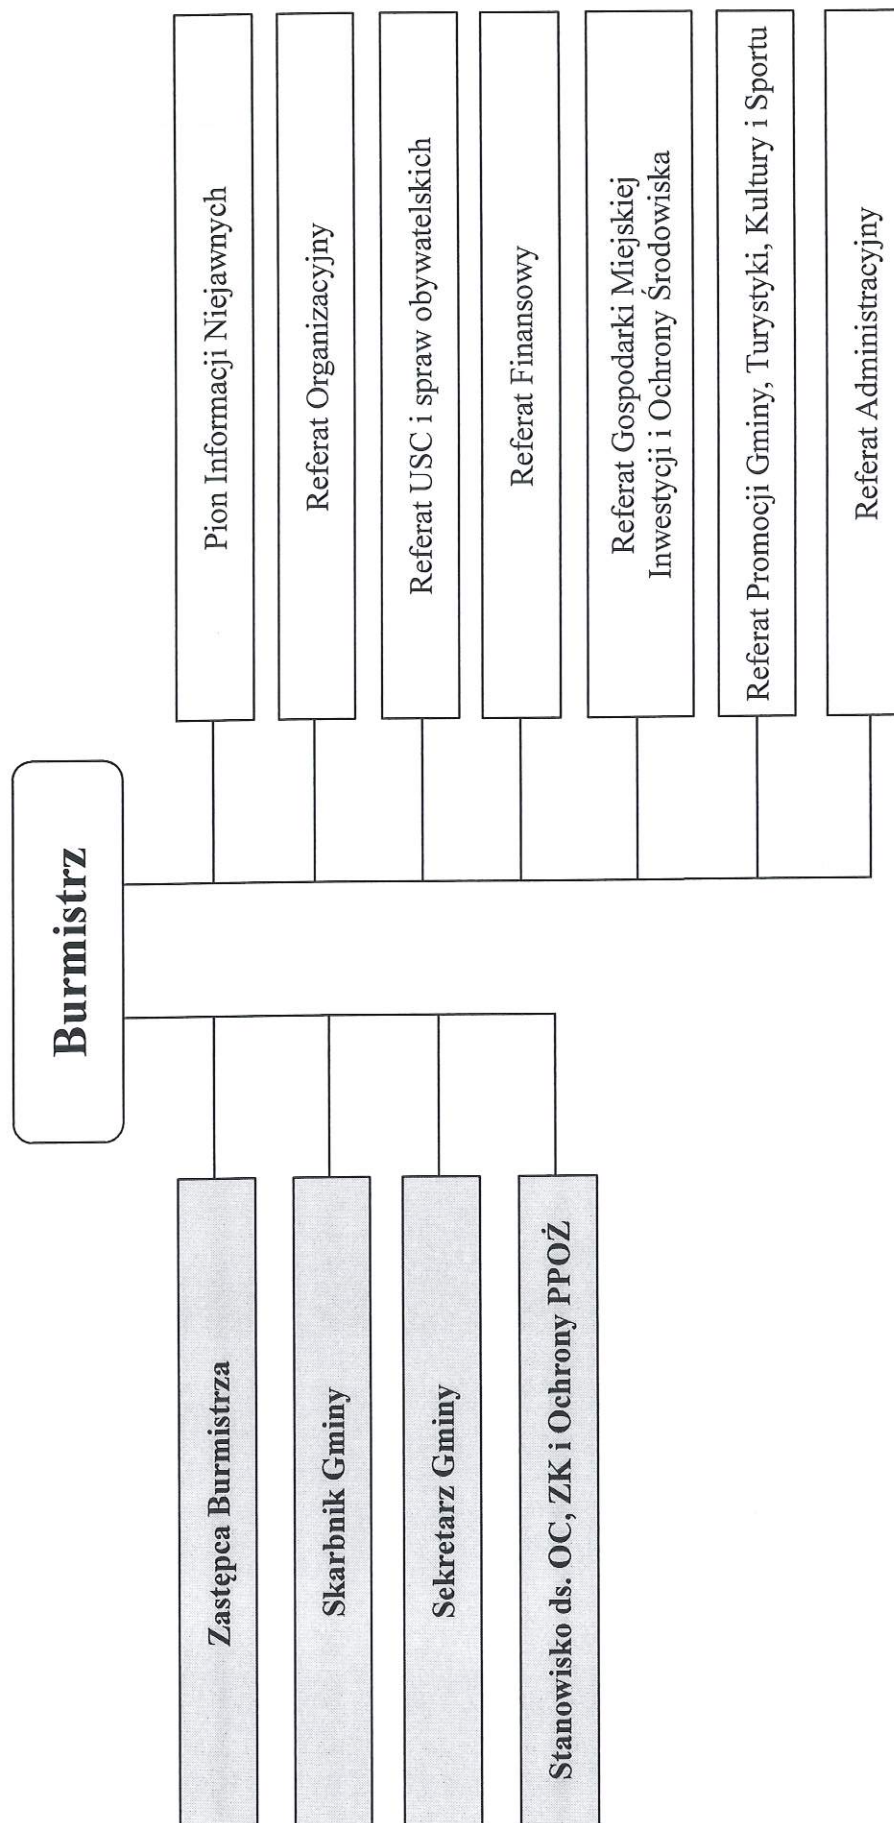 Burmistrz
Zastępca Burmistrza
Skarbnik Gminy
Sekretarz Gminy
Stanowisko ds. OC, ZK i Ochrony PPOŻ
Pion Informacji Niejawnych
Referat Organizacyjny
Referat USC i spraw obywatelskich
Referat Finansowy
Referat Gospodarki Miejskiej
Inwestycji i Ochrony Środowiska
Referat Promocji Gminy, Turystyki, Kultury i Sportu
Referat Administracyjny